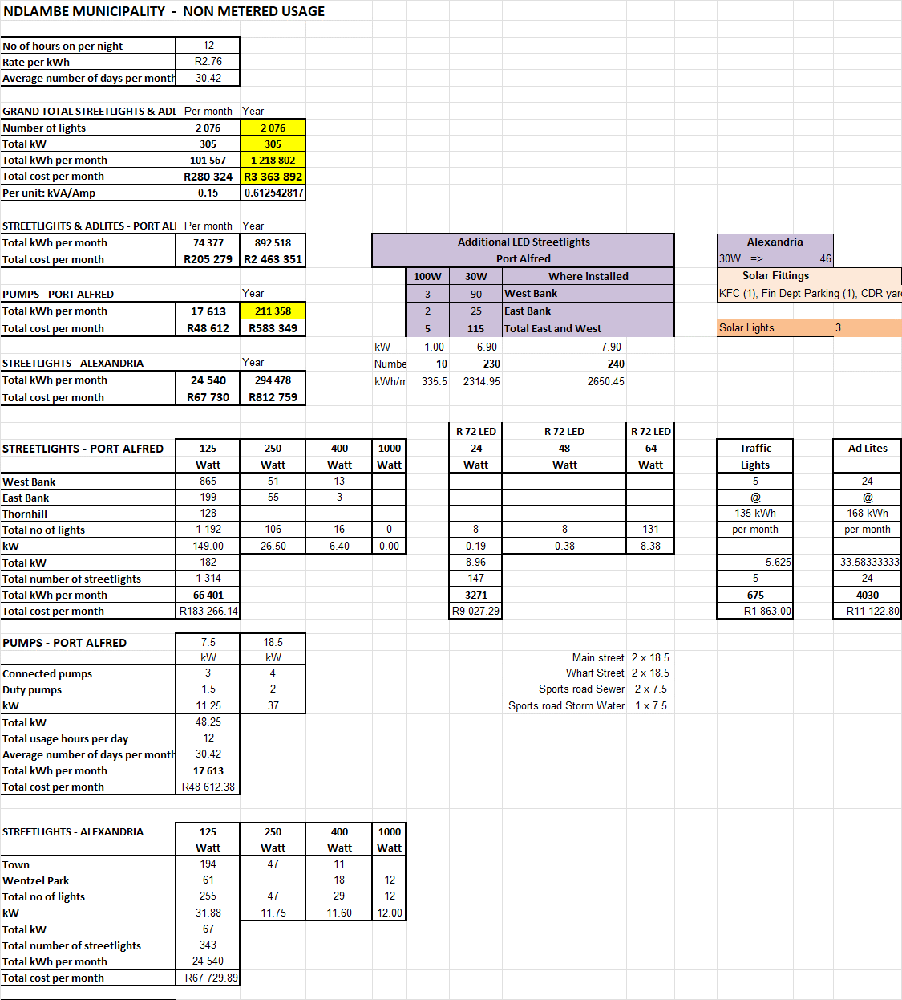 NDLAMBE MUNICIPALITY - NON METERED USAGE
No of hours on per night 12
Rate per kWh R2.76
Average number of days per month 30.42
GRAND TOTAL STREETLIGHTS & ADL Per month Year
Number of lights 2 076 2 076
Total kW 305 305
Total kWh per month 101 567 1 218 802
Total cost per month R280 324 R3 363 892
Per unit: kVA/Amp 0.15 0.612542817
STREETLIGHTS & ADLITES - PORT AL Per month Year
Total kWh per month 74 377 892 518 Additional LED Streetlights Alexandria
Total cost per month R205 279 R2 463 351 Port Alfred 30W => 46
100W 30W Where installed Solar Fittings
PUMPS - PORT ALFRED Year 3 90 West Bank KFC (1), Fin Dept Parking (1), CDR yar
Total kWh per month 17 613 211 358 2 25 East Bank
Total cost per month R48 612 R583 349 5 115 Total East and West Solar Lights 3
kW 1.00 6.90 7.90
STREETLIGHTS - ALEXANDRIA Year Numbe 10 230 240
Total kWh per month 24 540 294 478 kWh/m 335.5 2314.95 2650.45
Total cost per month R67 730 R812 759
R 72 LED R 72 LED R 72 LED
STREETLIGHTS - PORT ALFRED 125 250 400 1000 24 48 64 Traffic Ad Lites
Watt Watt Watt Watt Watt Watt Watt Lights
West Bank 865 51 13 5 24
East Bank 199 55 3 @ @
Thornhill 128 135 kWh 168 kWh
Total no of lights 1 192 106 16 0 8 8 131 per month per month
kW 149.00 26.50 6.40 0.00 0.19 0.38 8.38
Total kW 182 8.96 5.625 33.58333333
Total number of streetlights 1 314 147 5 24
Total kWh per month 66 401 3271 675 4030
Total cost per month R183 266.14 R9 027.29 R1 863.00 R11 122.80
PUMPS - PORT ALFRED 7.5 18.5
kW kW Main street 2 x 18.5
Connected pumps 3 4 Wharf Street 2 x 18.5
Duty pumps 1.5 2 Sports road Sewer 2 x 7.5
kW 11.25 37 Sports road Storm Water 1 x 7.5
Total kW 48.25
Total usage hours per day 12
Average number of days per month 30.42
Total kWh per month 17 613
Total cost per month R48 612.38
STREETLIGHTS - ALEXANDRIA 125 250 400 1000
Watt Watt Watt Watt
Town 194 47 11
Wentzel Park 61 18 12
Total no of lights 255 47 29 12
kW 31.88 11.75 11.60 12.00
Total kW 67
Total number of streetlights 343
Total kWh per month 24 540
Total cost per month R67 729.89